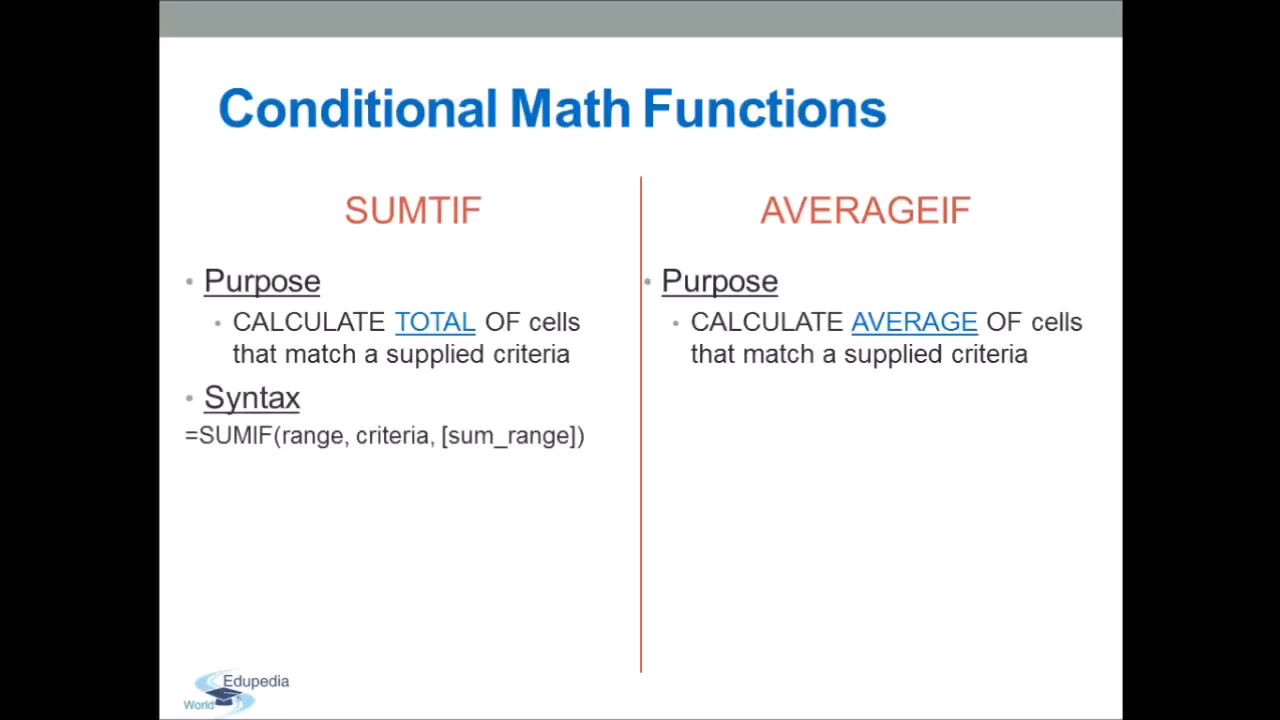 Conditional Math Functions
SUMTIF
• Purpose
• CALCULATE TOTAL OF cells
that match a supplied criteria
• Syntax
=SUMIF(range, criteria, [sum_range])
AVERAGEIF
• Purpose
• CALCULATE AVERAGE OF cells
that match a supplied criteria
Edupedia
World